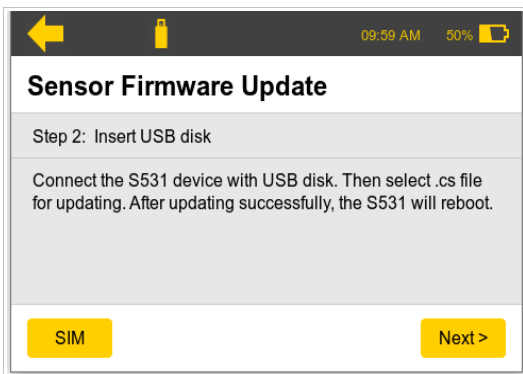 09:59 AM 50%
Sensor Firmware Update
Step 2: Insert USB disk
Connect the S531 device with USB disk. Then select .cs file
for updating. After updating successfully, the S531 will reboot.
SIM Next >